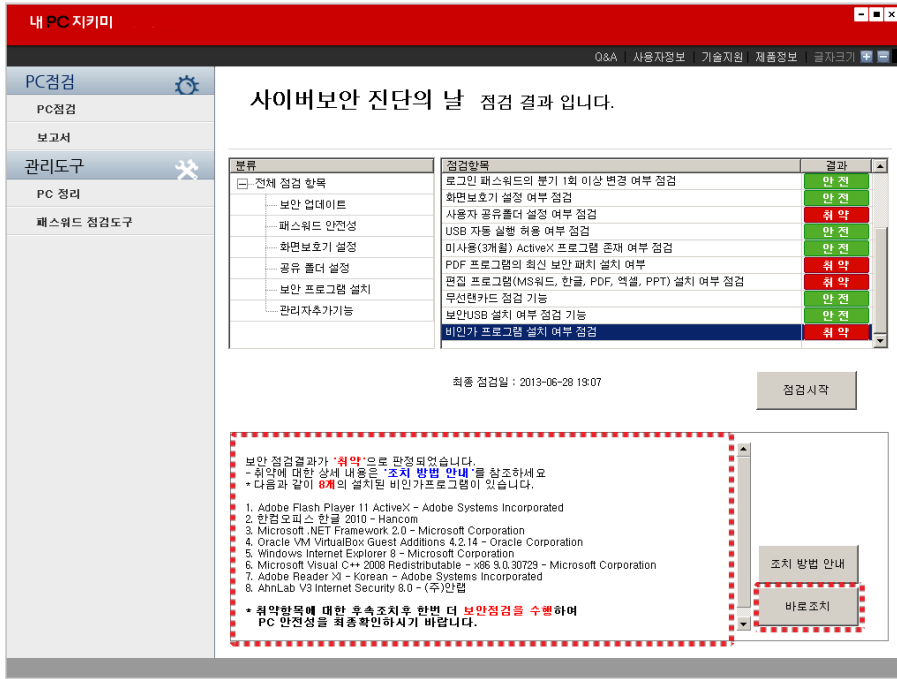 내 PC 지키미
Q&A 사용자정보 기술지원 제품정보 글자크기
PC점검
PC점검
보고서
관리도구
PC 정리
패스워드 점검도구
사이버보안 진단의 날 점검 결과 입니다.
분류
전체 점검 항목
보안 업데이트
패스워드 안전성
화면보호기 설정
공유 폴더 설정
보안 프로그램 설치
관리자추가기능
점검항목 결과
로그인 패스워드의 분기 1회 이상 변경 여부 점검 안 전
화면보호기 설정 여부 점검 안 전
사용자 공유폴더 설정 여부 점검 취 약
USB 자동 실행 허용 여부 점검 안 전
미사용(3개월) ActiveX 프로그램 존재 여부 점검 안 전
PDF 프로그램의 최신 보안 패치 설치 여부 취 약
편집 프로그램(MS워드, 한글, PDF, 엑셀, PPT) 설치 여부 점검 취 약
무선랜카드 점검 기능 안 전
보안USB 설치 여부 점검 기능 안 전
비인가 프로그램 설치 여부 점검 취 약
최종 점검일 : 2013-06-28 19:07
점검시작
보안 점검결과가 '취약'으로 판정되었습니다.
- 취약에 대한 상세 내용은 '조치 방법 안내'를 참조하세요
* 다음과 같이 8개의 설치된 비인가프로그램이 있습니다.
1. Adobe Flash Player 11 ActiveX - Adobe Systems Incorporated
2. 한컴오피스 한글 2010 - Hancom
3. Microsoft .NET Framework 2.0 - Microsoft Corporation
4. Oracle VM VirtualBox Guest Additions 4.2.14 - Oracle Corporation
5. Windows Internet Explorer 8 - Microsoft Corporation
6. Microsoft Visual C++ 2008 Redistributable - x86 9.0.30729 - Microsoft Corporation
7. Adobe Reader XI - Korean - Adobe Systems Incorporated
8. AhnLab V3 Internet Security 8.0 - (주)안랩
* 취약항목에 대한 후속조치후 한번 더 보안점검을 수행하여
PC 안전성을 최종확인하시기 바랍니다.
조치 방법 안내
바로조치